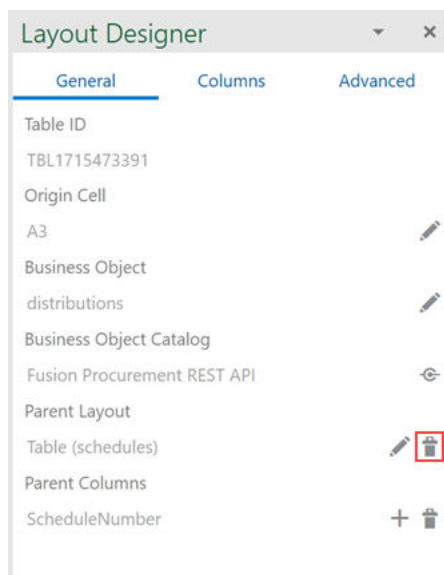 Layout Designer
General Columns Advanced
Table ID
TBL1715473391
Origin Cell
A3
Business Object
distributions
Business Object Catalog
Fusion Procurement REST API
Parent Layout
Table (schedules)
Parent Columns
ScheduleNumber